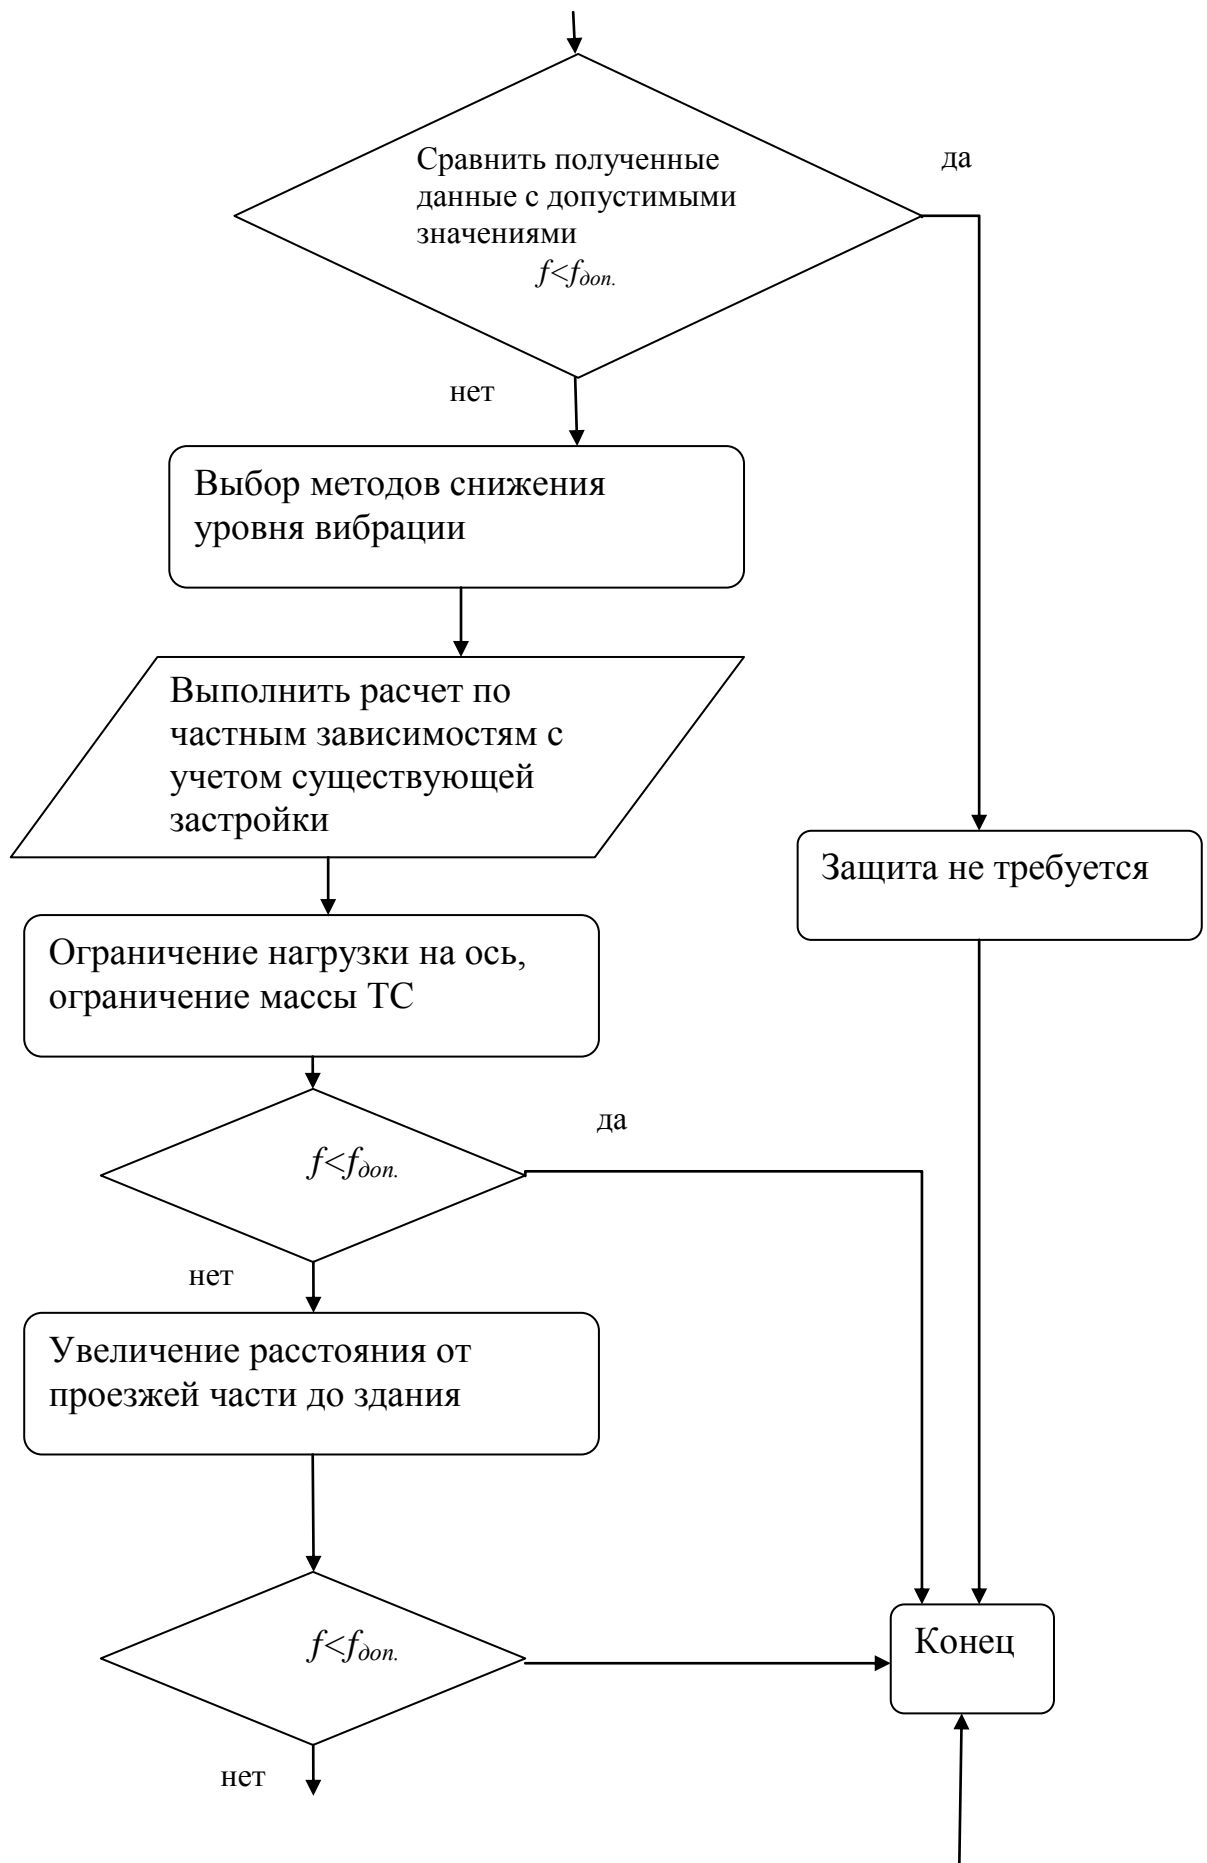 Сравнить полученные
данные с допустимыми
значениями
f<fдоп.
да
нет
Выбор методов снижения
уровня вибрации
Выполнить расчет по
частным зависимостям с
учетом существующей
застройки
Защита не требуется
Ограничение нагрузки на ось,
ограничение массы ТС
f<fдоп.
да
нет
Увеличение расстояния от
проезжей части до здания
f<fдоп.
Конец
нет